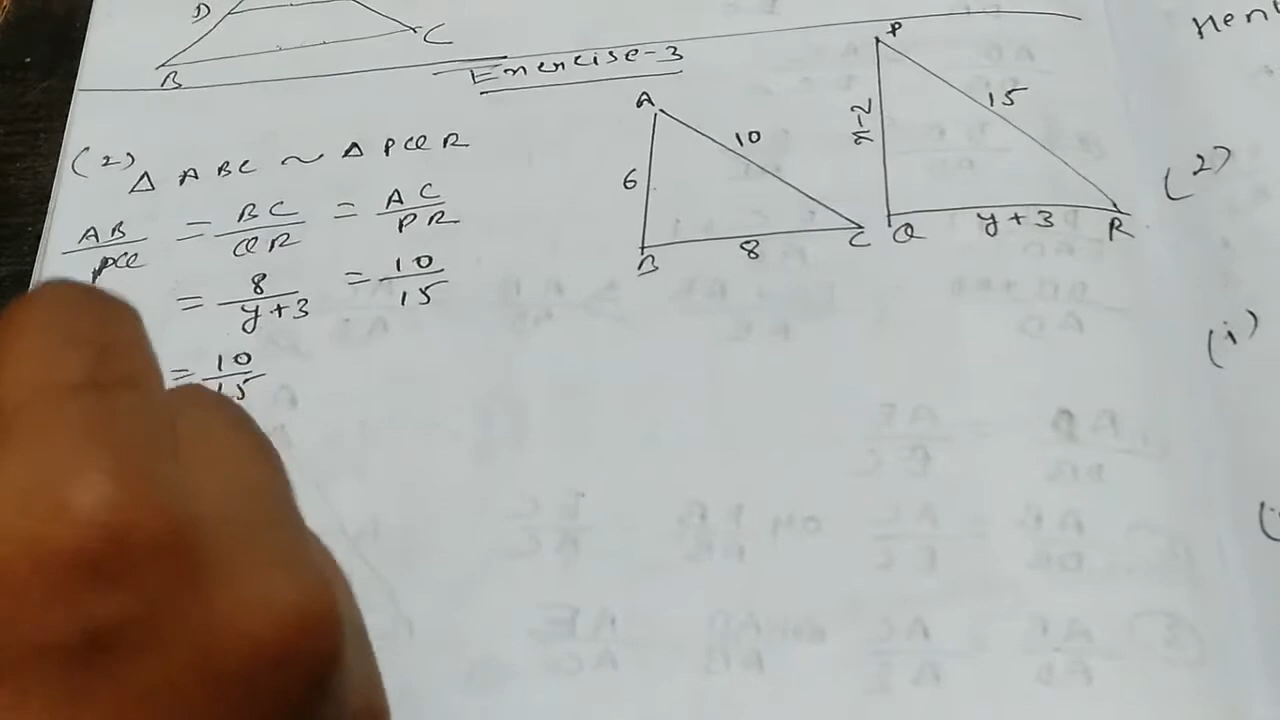 D
C
B
Exercise-3
(2) Δ ABC ~ Δ PQR
AB/PQ = BC/QR = AC/PR
= 8/y+3 = 10/15
= 10/15
A
6
10
B
8
C
P
x-2
15
Q
y+3
R
(2)
(i)